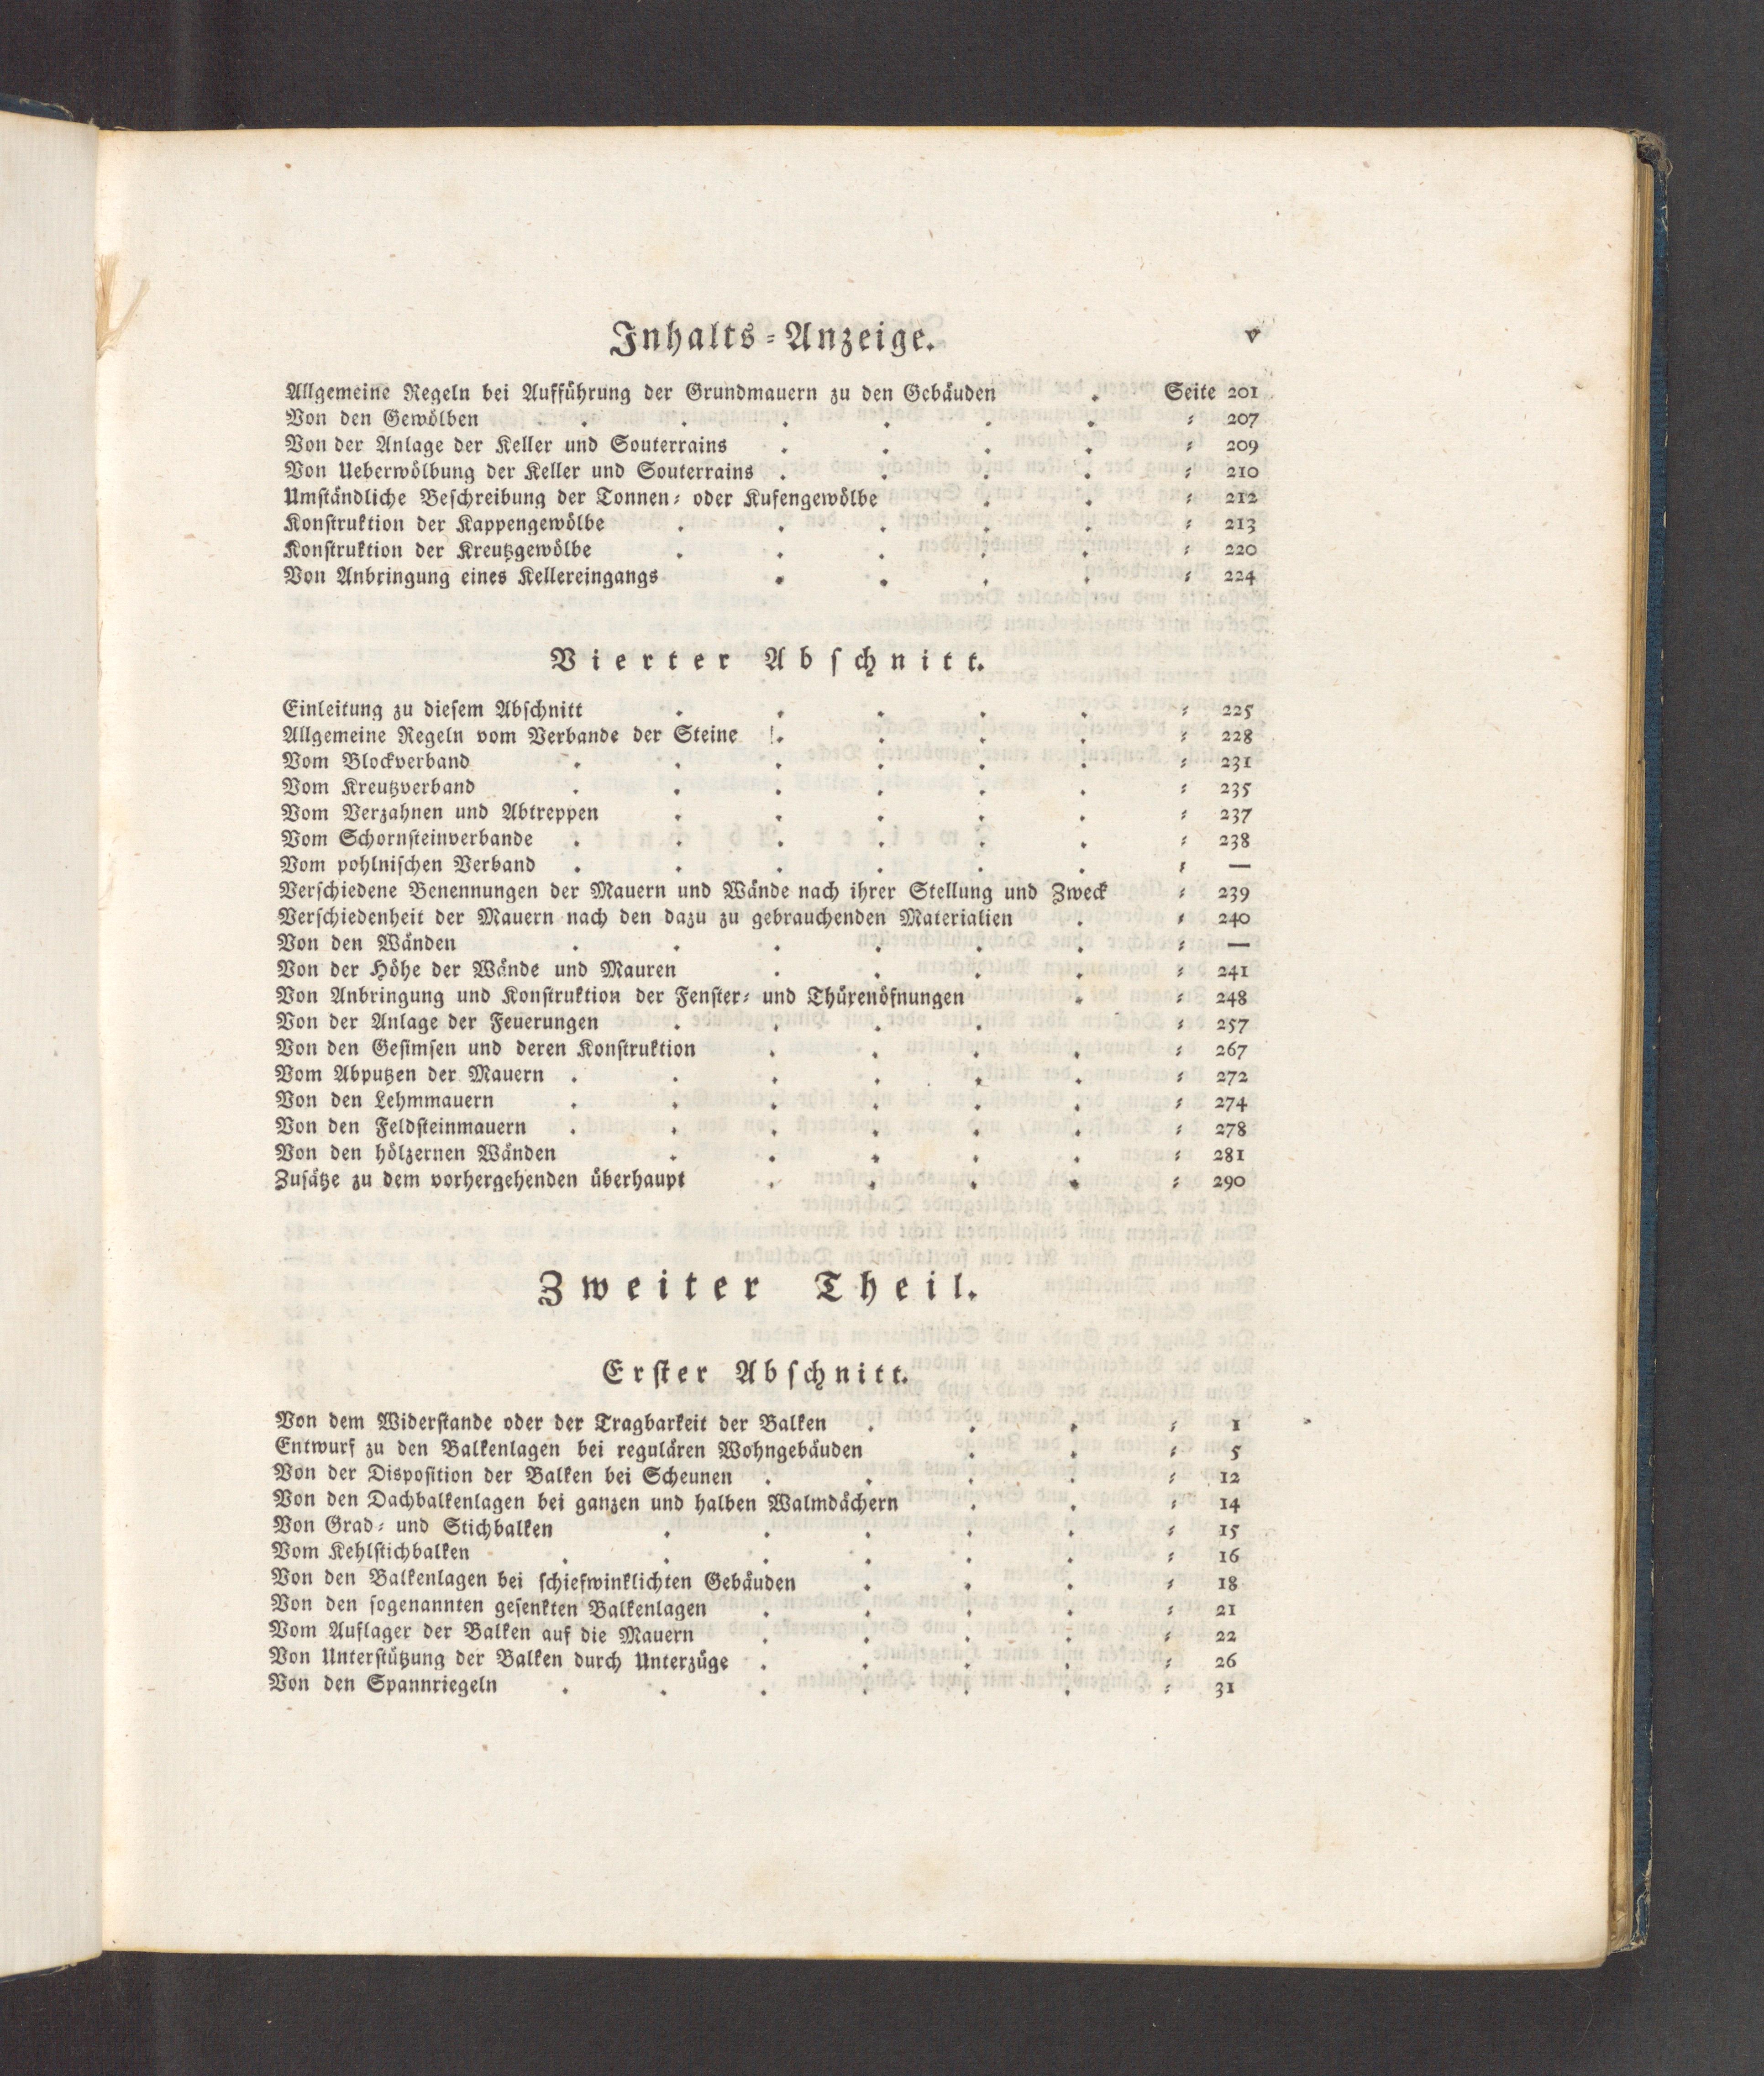 Inhalts-Anzeige. v
Allgemeine Regeln bei Aufführung der Grundmauern zu den Gebäuden . Seite 201
Von den Gewölben . . . . . . = 207
Von der Anlage der Keller und Souterrains . . . . = 209
Von Ueberwölbung der Keller und Souterrains . . . . = 210
Umständliche Beschreibung der Tonnen- oder Kufengewölbe . . = 212
Konstruktion der Kappengewölbe . . . . . = 213
Konstruktion der Kreutzgewölbe . . . . . = 220
Von Anbringung eines Kellereingangs . . . . = 224
Vierter Abschnitt.
Einleitung zu diesem Abschnitt . . . . . = 225
Allgemeine Regeln vom Verbande der Steine . . . . = 228
Vom Blockverband . . . . . . = 231
Vom Kreutzverband . . . . . . = 235
Vom Verzahnen und Abtreppen . . . . . = 237
Vom Schornsteinverbande . . . . . . = 238
Vom pohlnischen Verband . . . . . . = —
Verschiedene Benennungen der Mauern und Wände nach ihrer Stellung und Zweck = 239
Verschiedenheit der Mauern nach den dazu zu gebrauchenden Materialien . = 240
Von den Wänden . . . . . . = —
Von der Höhe der Wände und Mauren . . . . = 241
Von Anbringung und Konstruktion der Fenster- und Thürenöfnungen . = 248
Von der Anlage der Feuerungen . . . . . = 257
Von den Gesimsen und deren Konstruktion . . . . = 267
Vom Abputzen der Mauern . . . . . . = 272
Von den Lehmmauern . . . . . . = 274
Von den Feldsteinmauern . . . . . . = 278
Von den hölzernen Wänden . . . . . = 281
Zusätze zu dem vorhergehenden überhaupt . . . . = 290
Zweiter Theil.
Erster Abschnitt.
Von dem Widerstande oder der Tragbarkeit der Balken . . . = 1
Entwurf zu den Balkenlagen bei regulären Wohngebäuden . . = 5
Von der Disposition der Balken bei Scheunen . . . . = 12
Von den Dachbalkenlagen bei ganzen und halben Walmdächern . . = 14
Von Grad- und Stichbalken . . . . . = 15
Vom Kehlstichbalken . . . . . . = 16
Von den Balkenlagen bei schiefwinklichten Gebäuden . . . = 18
Von den sogenannten gesenkten Balkenlagen . . . . = 21
Vom Auflager der Balken auf die Mauern . . . . = 22
Von Unterstützung der Balken durch Unterzüge . . . . = 26
Von den Spannriegeln . . . . . . = 31